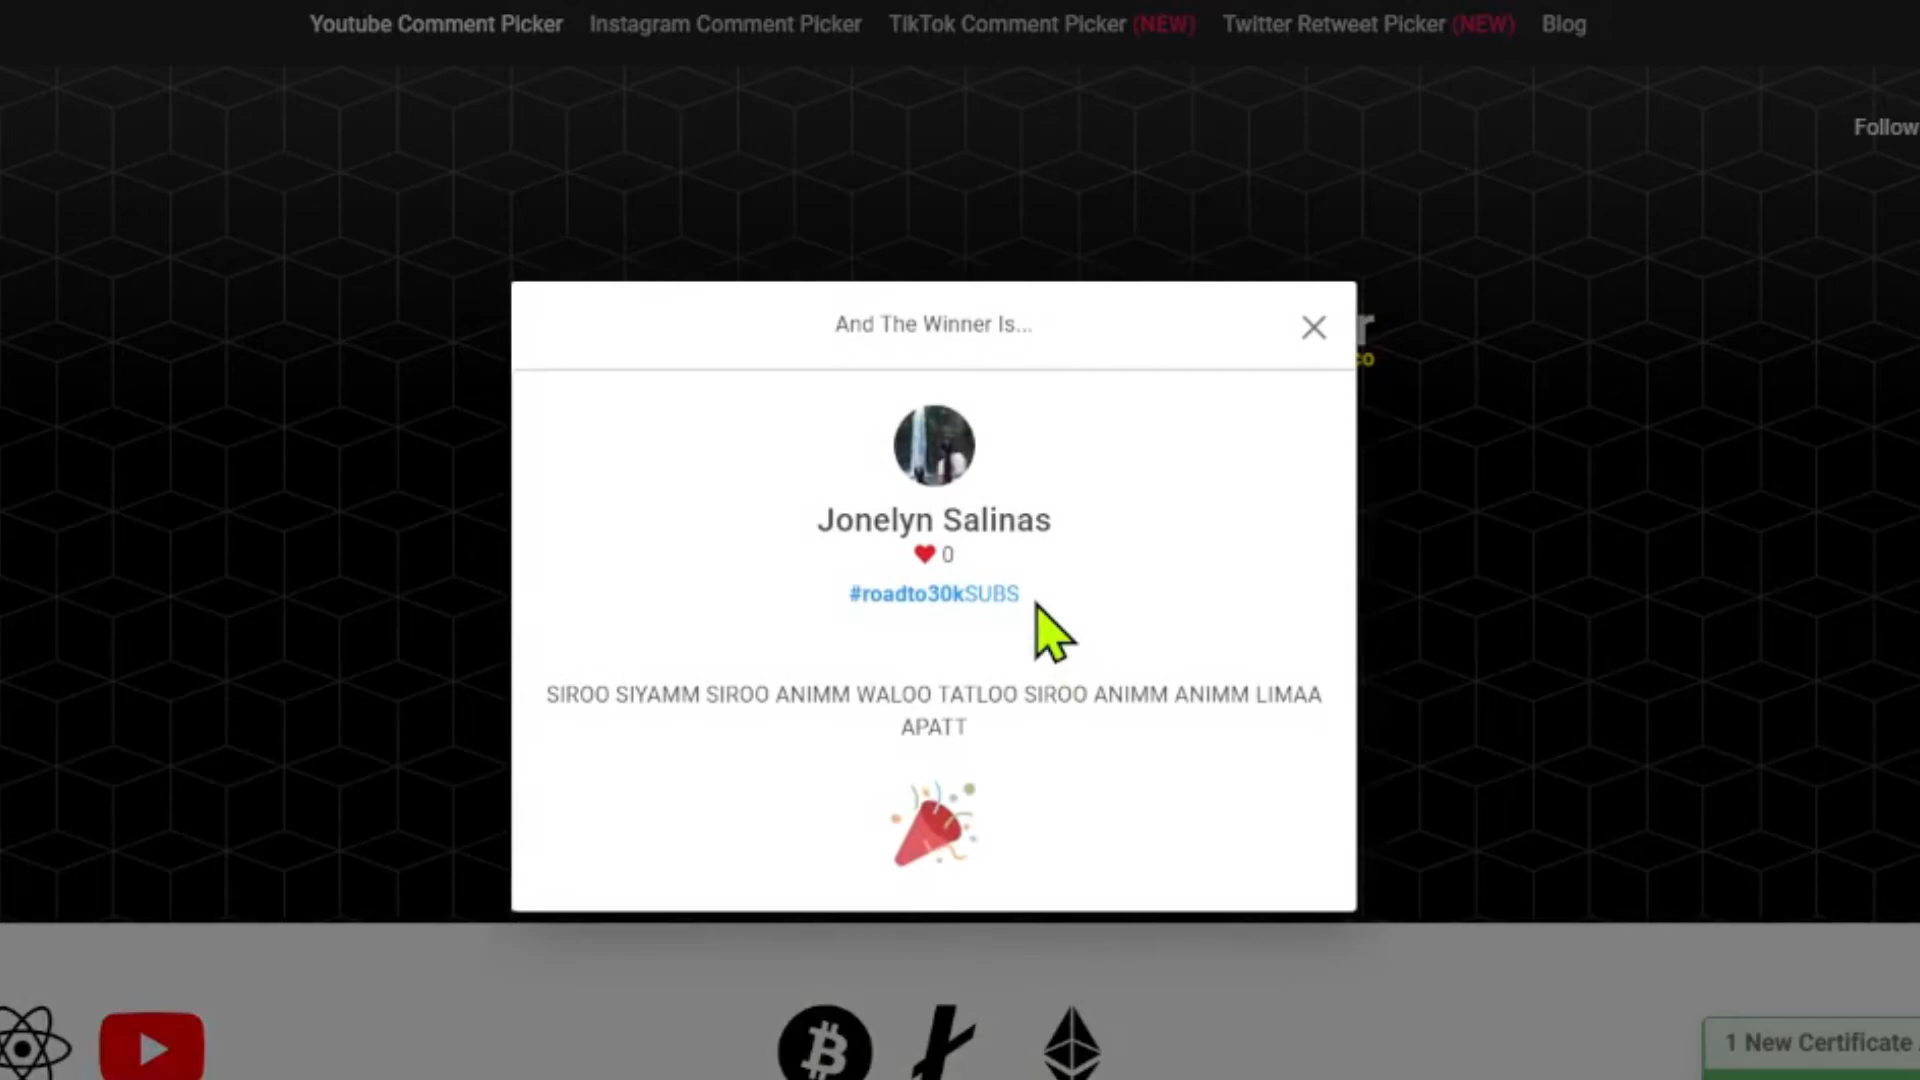 Youtube Comment Picker Instagram Comment Picker TikTok Comment Picker (NEW) Twitter Retweet Picker (NEW) Blog
Follow
And The Winner Is...
r
co
Jonelyn Salinas
0
#roadto30kSUBS
SIROO SIYAMM SIROO ANIMM WALOO TATLOO SIROO ANIMM ANIMM LIMAA
APATT
1 New Certificate